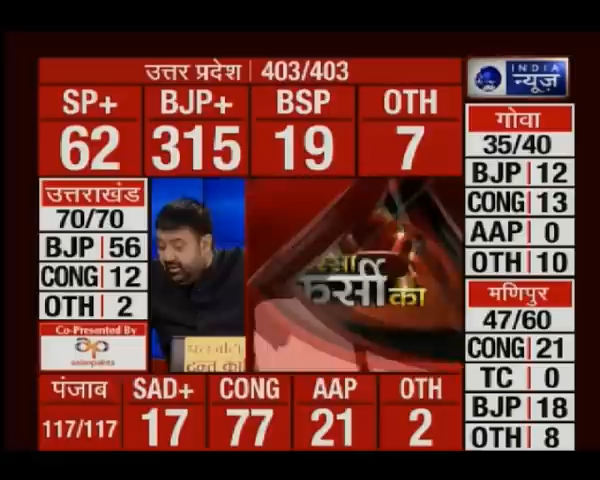 उत्तर प्रदेश 403/403
SP+ BJP+ BSP OTH
62 315 19 7
INDIA
न्यूज़
गोवा
35/40
BJP 12
CONG 13
AAP 0
OTH 10
उत्तराखंड
70/70
BJP 56
CONG 12
OTH 2
Co-Presented By
asianpaints
किस्सा
कुर्सी का
मणिपुर
47/60
CONG 21
TC 0
BJP 18
OTH 8
पंजाब SAD+ CONG AAP OTH
117/117 17 77 21 2